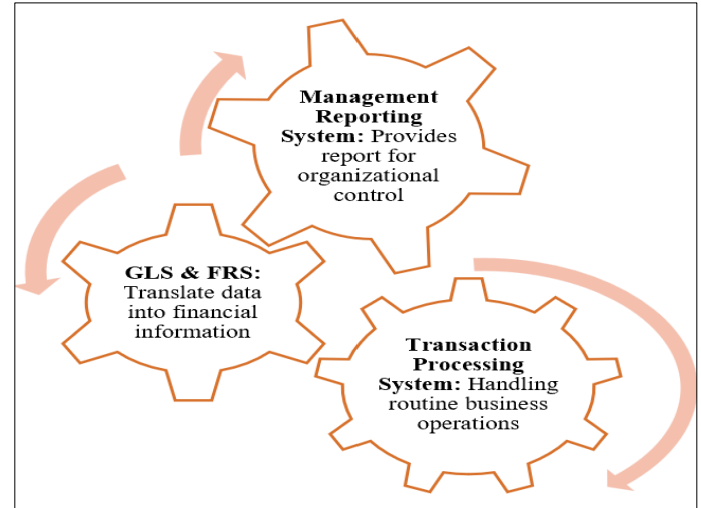 Management
Reporting
System: Provides
report for
organizational
control
GLS & FRS:
Translate data
into financial
information
Transaction
Processing
System: Handling
routine business
operations